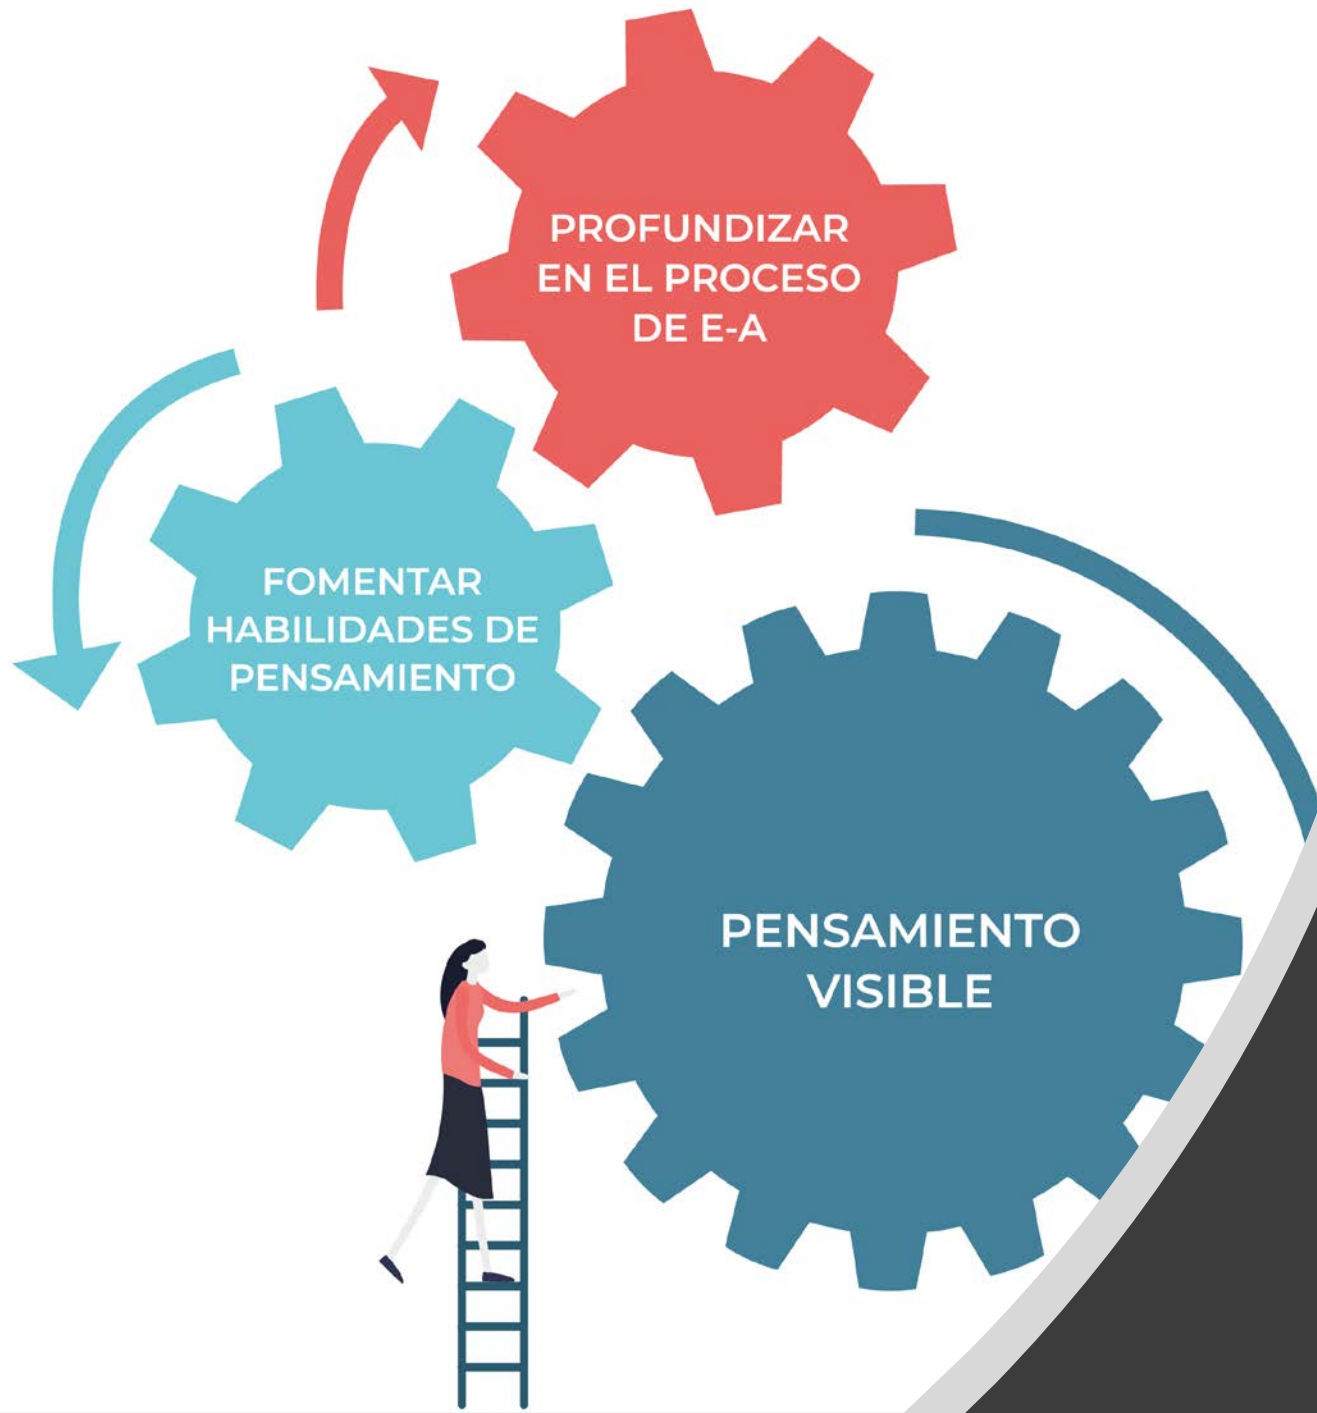 PROFUNDIZAR
EN EL PROCESO
DE E-A
FOMENTAR
HABILIDADES DE
PENSAMIENTO
PENSAMIENTO
VISIBLE